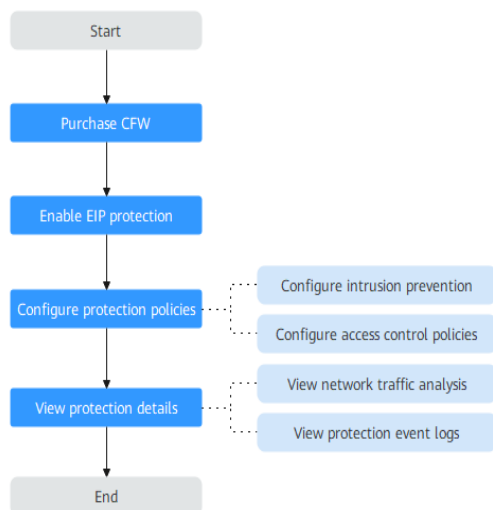 Start
Purchase CFW
Enable EIP protection
Configure protection policies
Configure intrusion prevention
Configure access control policies
View protection details
View network traffic analysis
View protection event logs
End